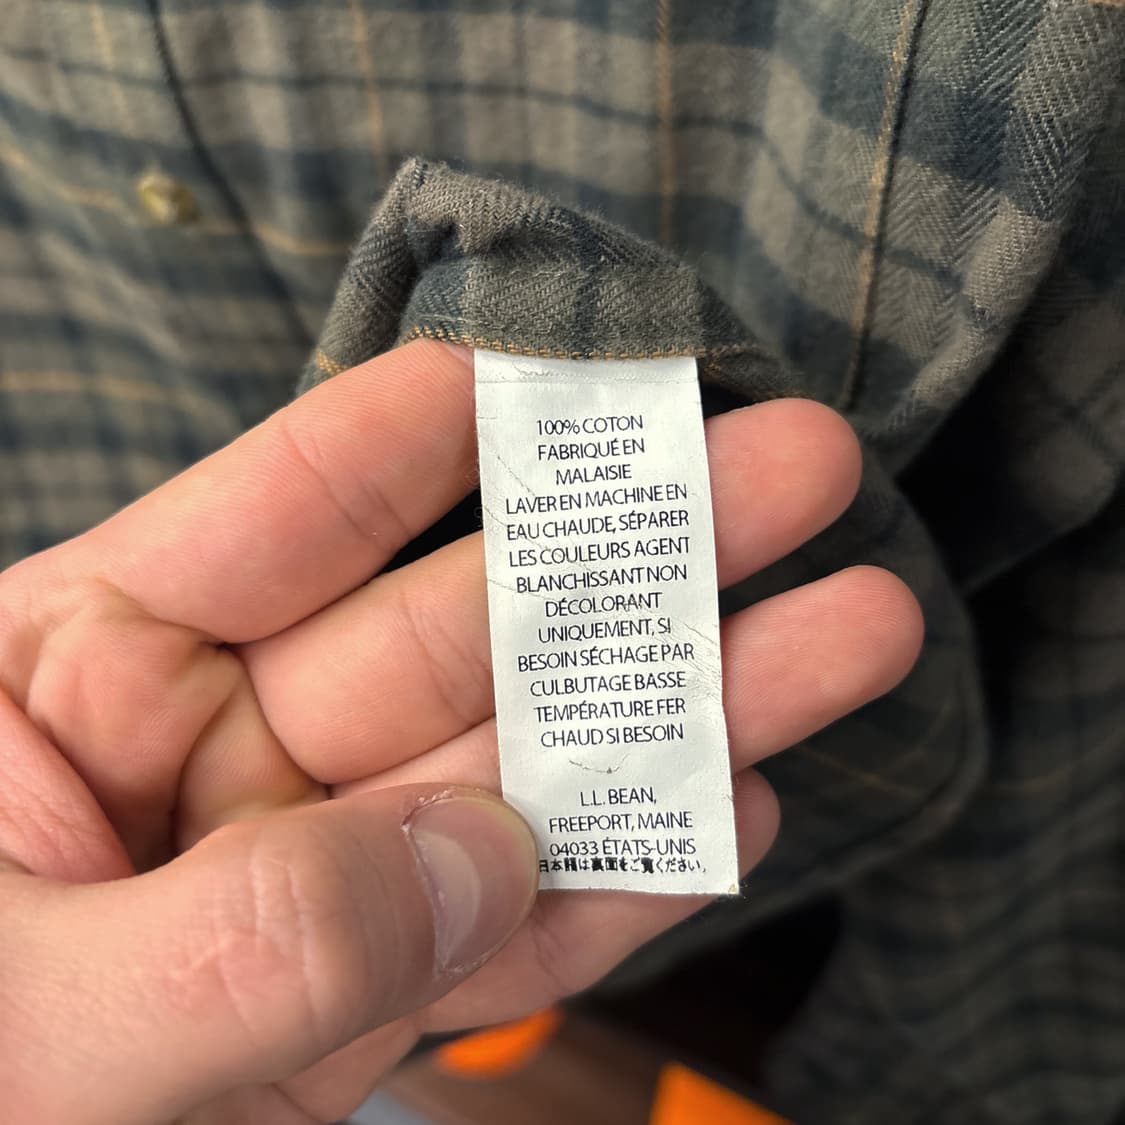 100% COTON
FABRIQUÉ EN
MALAISIE
LAVER EN MACHINE EN
EAU CHAUDE, SÉPARER
LES COULEURS AGENT
BLANCHISSANT NON
DÉCOLORANT
UNIQUEMENT, SI
BESOIN SÉCHAGE PAR
CULBUTAGE BASSE
TEMPÉRATURE FER
CHAUD SI BESOIN
L.L. BEAN,
FREEPORT, MAINE
04033 ÉTATS-UNIS
日本語は裏面をご覧ください,